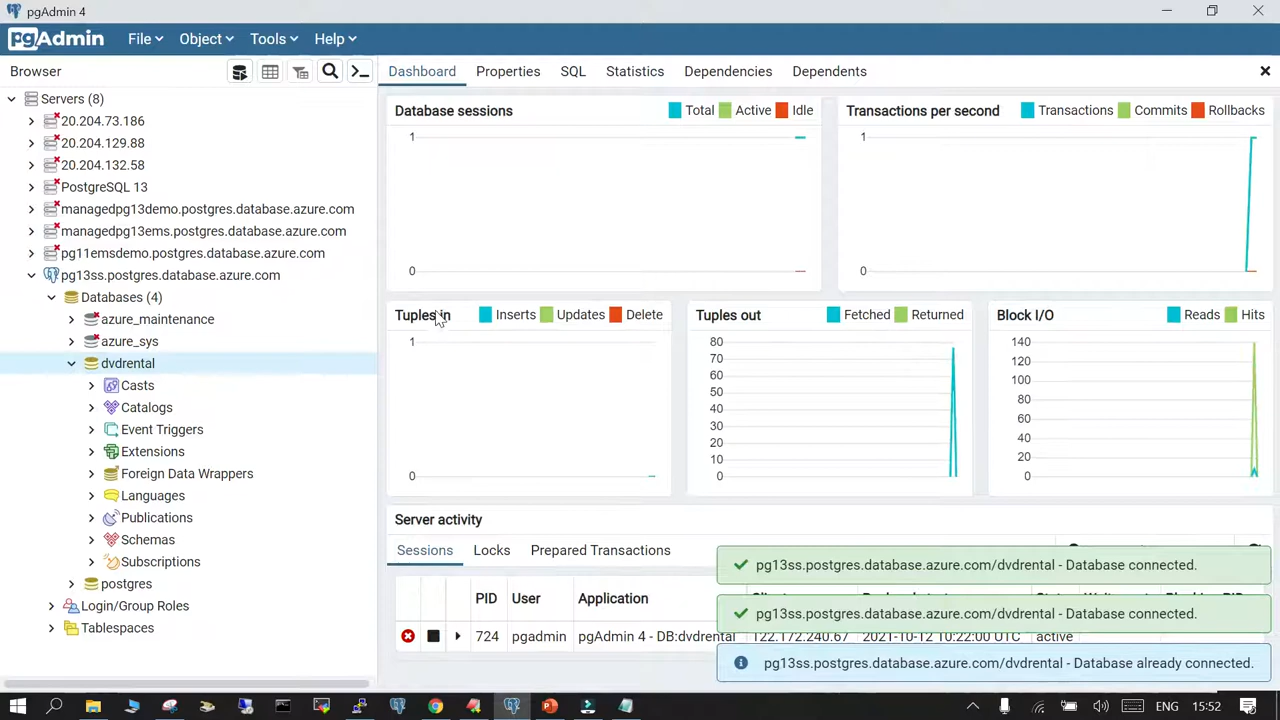 pgAdmin 4
pgAdmin File Object Tools Help
Browser
Dashboard Properties SQL Statistics Dependencies Dependents
Servers (8)
20.204.73.186
20.204.129.88
20.204.132.58
PostgreSQL 13
managedpg13demo.postgres.database.azure.com
managedpg13ems.postgres.database.azure.com
pg11emsdemo.postgres.database.azure.com
pg13ss.postgres.database.azure.com
Databases (4)
azure_maintenance
azure_sys
dvdrental
Casts
Catalogs
Event Triggers
Extensions
Foreign Data Wrappers
Languages
Publications
Schemas
Subscriptions
postgres
Login/Group Roles
Tablespaces
Database sessions Total Active Idle
1
0
Transactions per second Transactions Commits Rollbacks
1
0
Tuples in Inserts Updates Delete
1
0
Tuples out Fetched Returned
80
70
60
50
40
30
20
10
0
Block I/O Reads Hits
140
120
100
80
60
40
20
0
Server activity
Sessions Locks Prepared Transactions
PID User Application
724 pgadmin pgAdmin 4 - DB:dvdrental 122.172.240.67 2021-10-12 10:22:00 UTC active
pg13ss.postgres.database.azure.com/dvdrental - Database connected.
pg13ss.postgres.database.azure.com/dvdrental - Database connected.
pg13ss.postgres.database.azure.com/dvdrental - Database already connected.
ENG 15:52